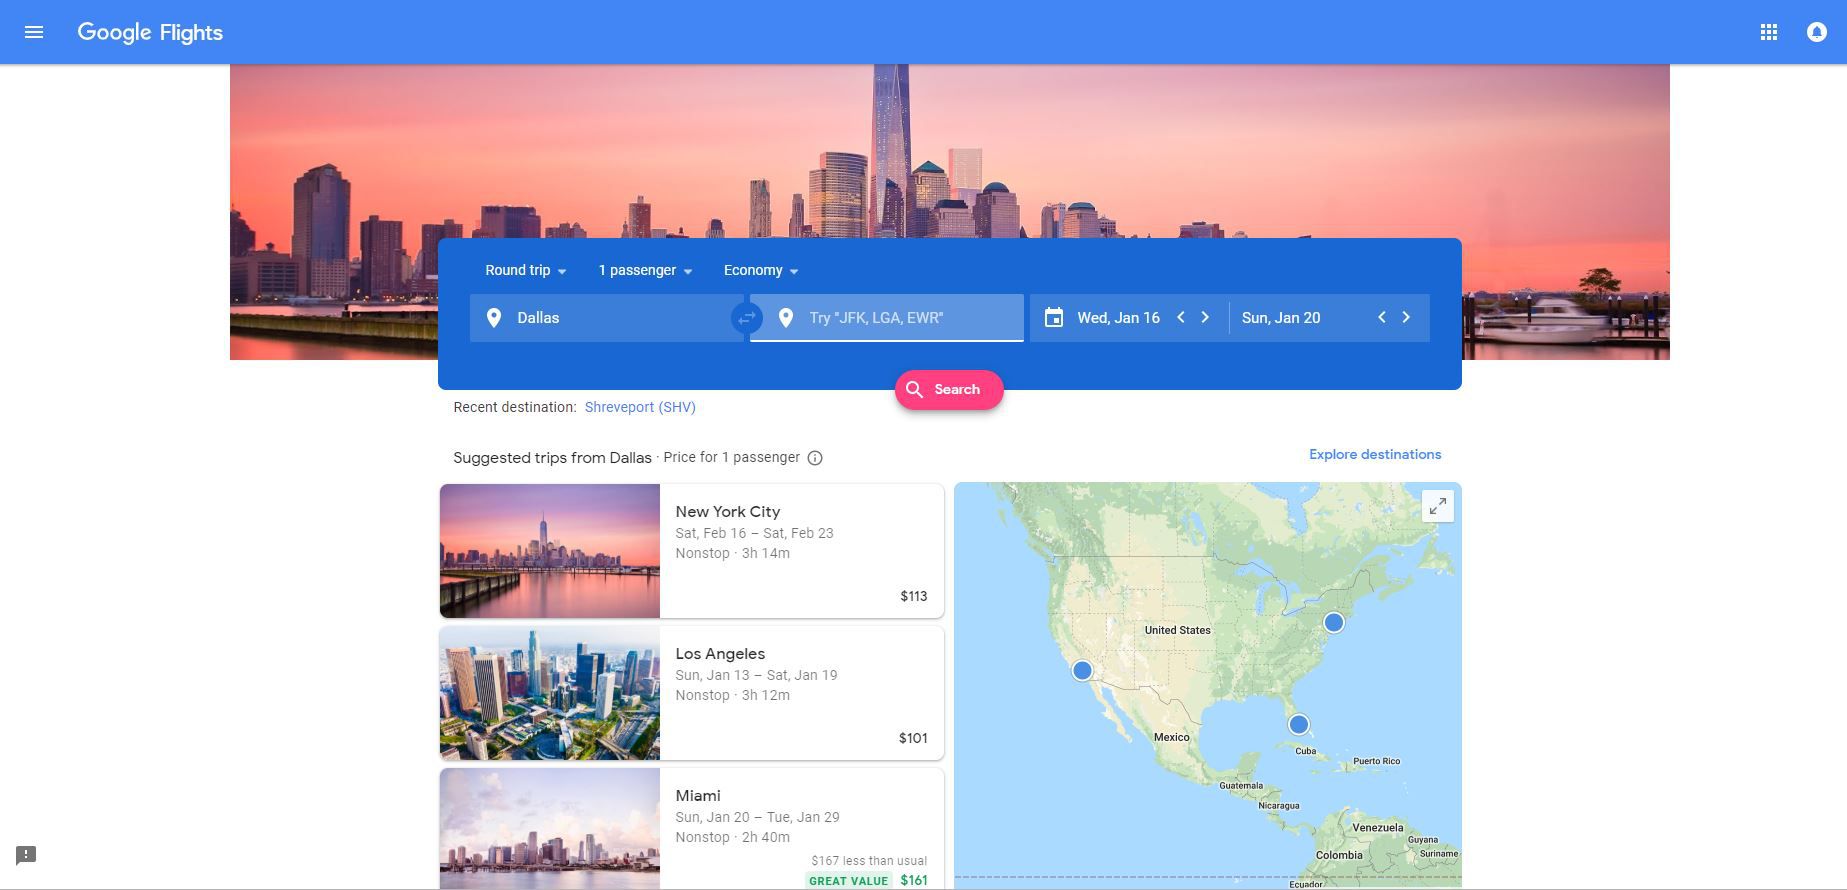 Google Flights
Round trip
1 passenger
Economy
Dallas
Try "JFK, LGA, EWR"
Wed, Jan 16
Sun, Jan 20
Search
Recent destination: Shreveport (SHV)
Suggested trips from Dallas · Price for 1 passenger
Explore destinations
New York City
Sat, Feb 16 – Sat, Feb 23
Nonstop · 3h 14m
$113
Los Angeles
Sun, Jan 13 – Sat, Jan 19
Nonstop · 3h 12m
$101
Miami
Sun, Jan 20 – Tue, Jan 29
Nonstop · 2h 40m
$167 less than usual
GREAT VALUE $161
United States
Mexico
Cuba
Puerto Rico
Guatemala
Nicaragua
Venezuela
Guyana
Suriname
Colombia
Ecuador